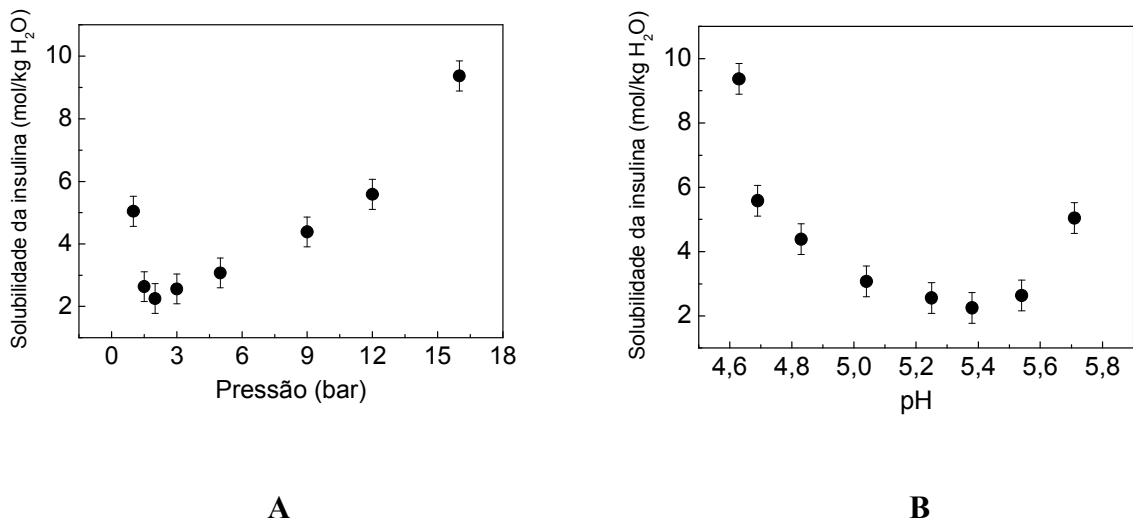 Solubilidade da insulina (mol/kg H₂O)
10
8
6
4
2
0 3 6 9 12 15 18
Pressão (bar)
A
Solubilidade da insulina (mol/kg H₂O)
10
8
6
4
2
4,6 4,8 5,0 5,2 5,4 5,6 5,8
pH
B